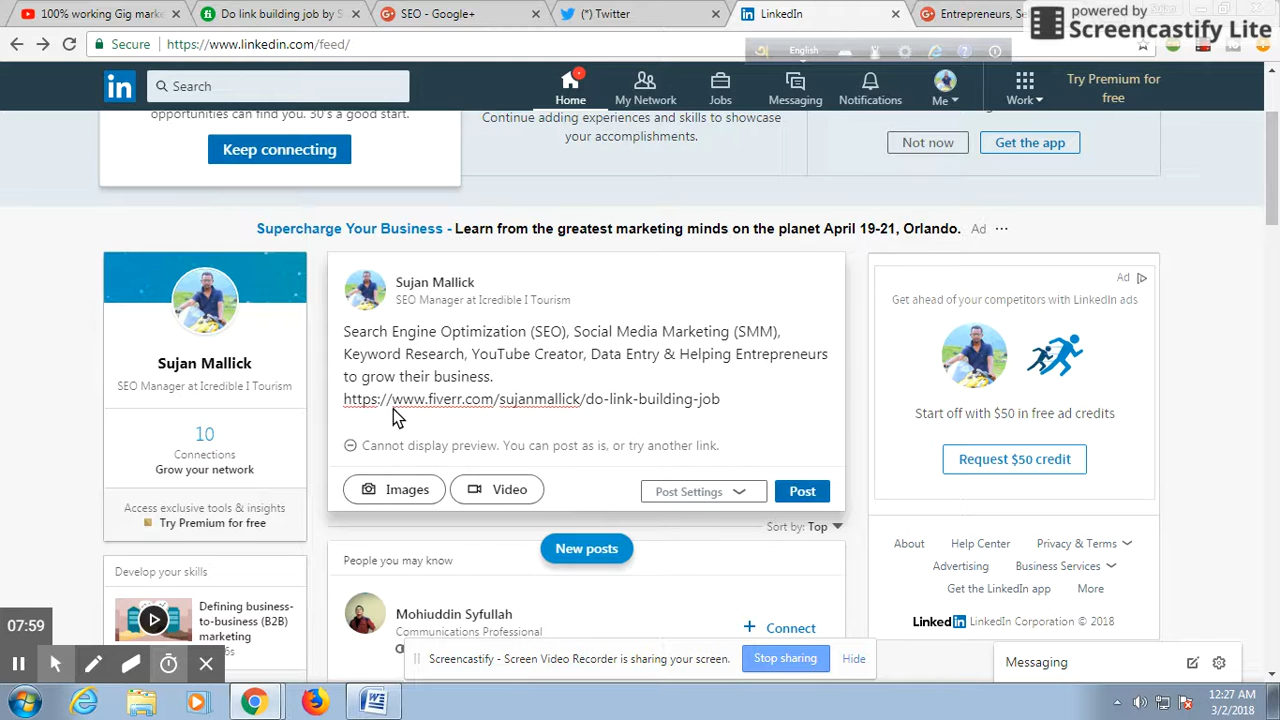 100% working Gig market
Do link building job by S
SEO - Google+
(*) Twitter
LinkedIn
Entrepreneurs, Se
powered by
Screencastify Lite
Secure
https://www.linkedin.com/feed/
English
in
Search
Home
My Network
Jobs
Messaging
Notifications
Me
Work
Try Premium for
free
opportunities can find you. 30's a good start.
Keep connecting
Continue adding experiences and skills to showcase
your accomplishments.
Not now
Get the app
Supercharge Your Business - Learn from the greatest marketing minds on the planet April 19-21, Orlando. Ad ...
Sujan Mallick
SEO Manager at Icredible I Tourism
10
Connections
Grow your network
Access exclusive tools & insights
Try Premium for free
Develop your skills
Defining business-
to-business (B2B)
marketing
Sujan Mallick
SEO Manager at Icredible I Tourism
Search Engine Optimization (SEO), Social Media Marketing (SMM),
Keyword Research, YouTube Creator, Data Entry & Helping Entrepreneurs
to grow their business.
https://www.fiverr.com/sujanmallick/do-link-building-job
Cannot display preview. You can post as is, or try another link.
Images
Video
Post Settings
Post
Sort by: Top
New posts
People you may know
Mohiuddin Syfullah
Communications Professional
Connect
Ad
Get ahead of your competitors with LinkedIn ads
Start off with $50 in free ad credits
Request $50 credit
About
Help Center
Privacy & Terms
Advertising
Business Services
Get the LinkedIn app
More
Linked in LinkedIn Corporation © 2018
Messaging
07:59
Screencastify - Screen Video Recorder is sharing your screen.
Stop sharing
Hide
12:27 AM
3/2/2018